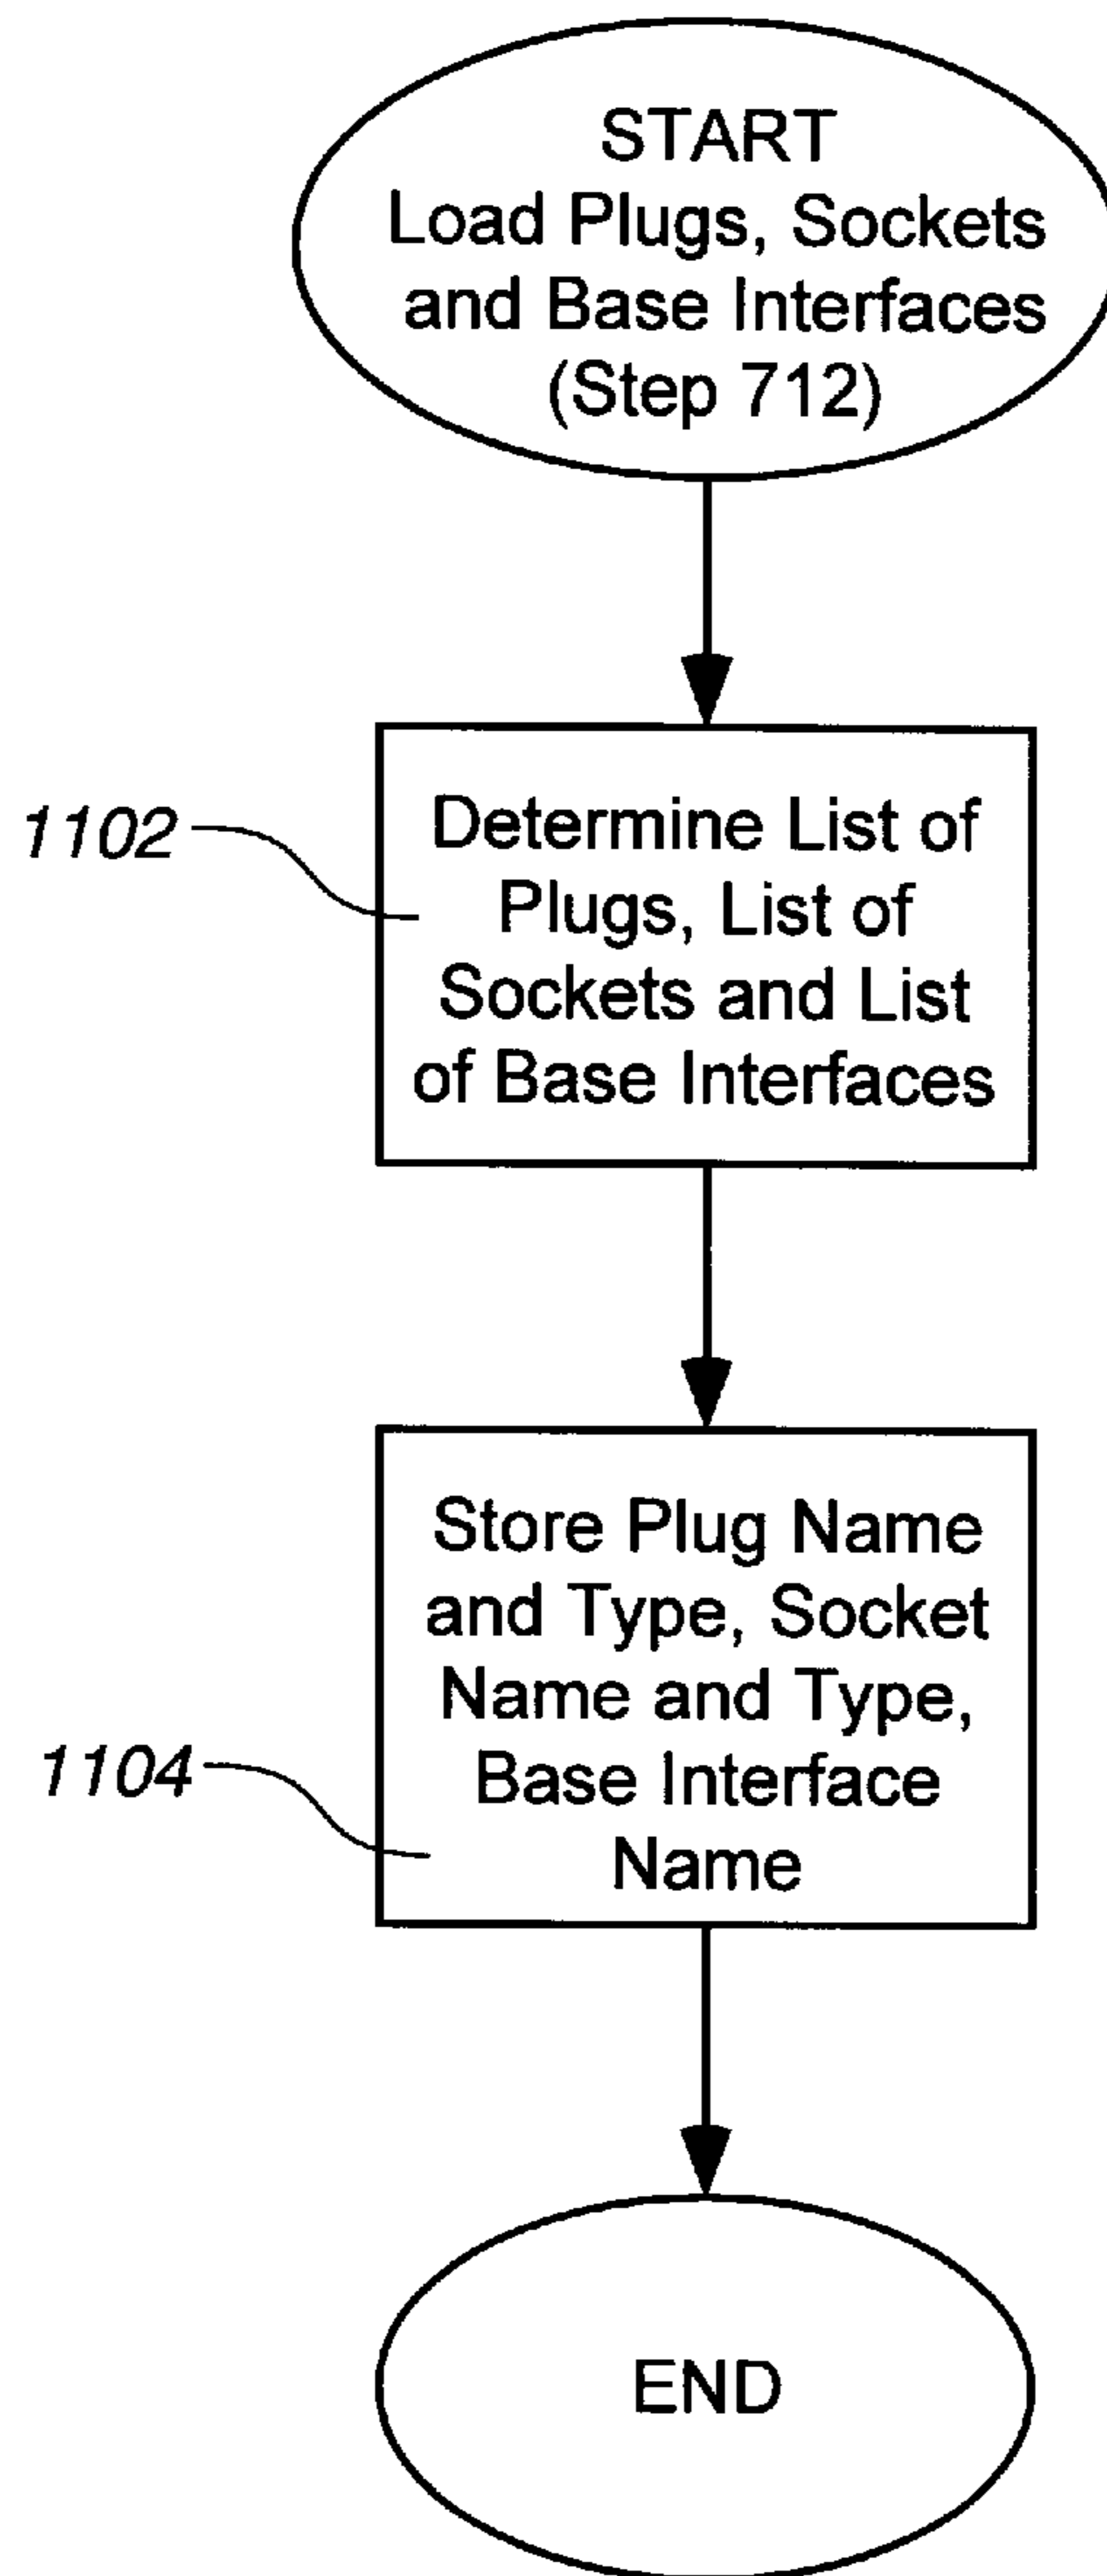 START
Load Plugs, Sockets
and Base Interfaces
(Step 712)
1102
Determine List of
Plugs, List of
Sockets and List
of Base Interfaces
Store Plug Name
and Type, Socket
Name and Type,
1104
Base Interface
Name
END